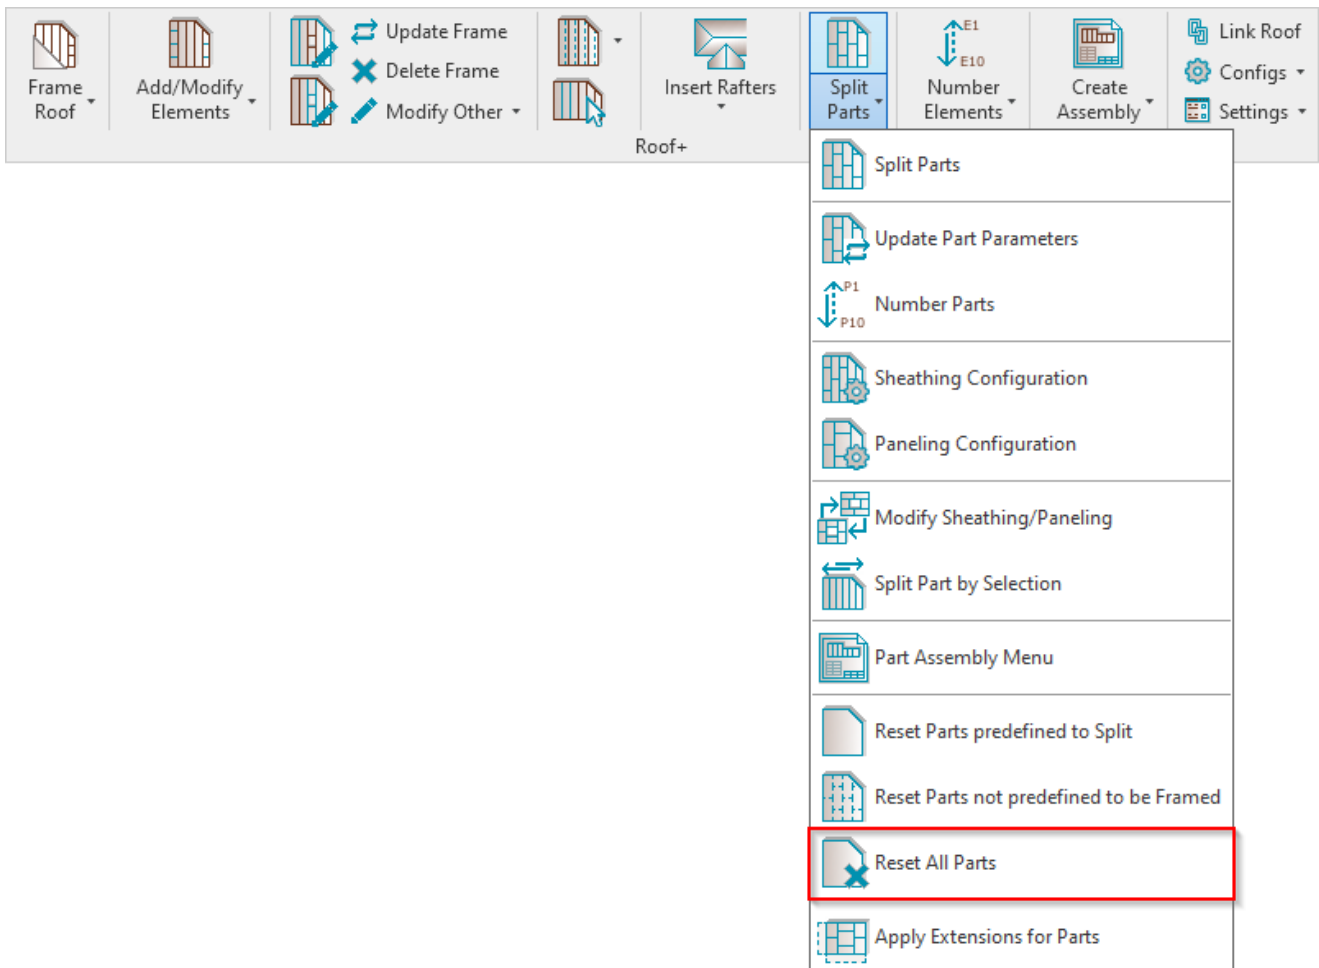 Frame
Roof
Add/Modify
Elements
Update Frame
Delete Frame
Modify Other
Insert Rafters
Split
Parts
E1
E10
Number
Elements
Create
Assembly
Link Roof
Configs
Settings
Roof+
Split Parts
Update Part Parameters
P1
P10
Number Parts
Sheathing Configuration
Paneling Configuration
Modify Sheathing/Paneling
Split Part by Selection
Part Assembly Menu
Reset Parts predefined to Split
Reset Parts not predefined to be Framed
Reset All Parts
Apply Extensions for Parts